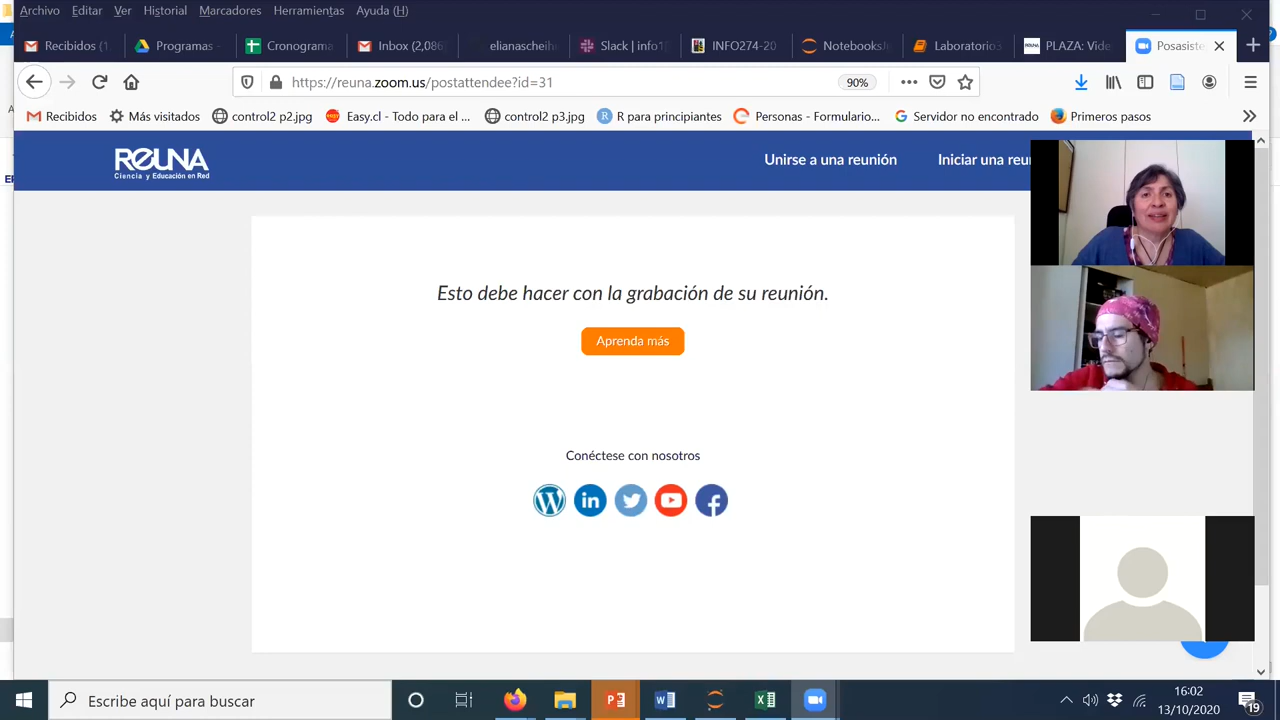 Archivo Editar Ver Historial Marcadores Herramientas Ayuda (H)
Recibidos (1 Programas - Cronograma Inbox (2,086 elianascheih Slack | info1 INFO274-20 NotebooksJ Laboratorio3 PLAZA: Vide Posasiste
https://reuna.zoom.us/postattendee?id=31 90%
Recibidos Más visitados control2 p2.jpg Easy.cl - Todo para el ... control2 p3.jpg R para principiantes Personas - Formulario... Servidor no encontrado Primeros pasos
REUNA
Ciencia y Educación en Red
Unirse a una reunión Iniciar una reun
Esto debe hacer con la grabación de su reunión.
Aprenda más
Conéctese con nosotros
Escribe aquí para buscar
16:02
13/10/2020
19